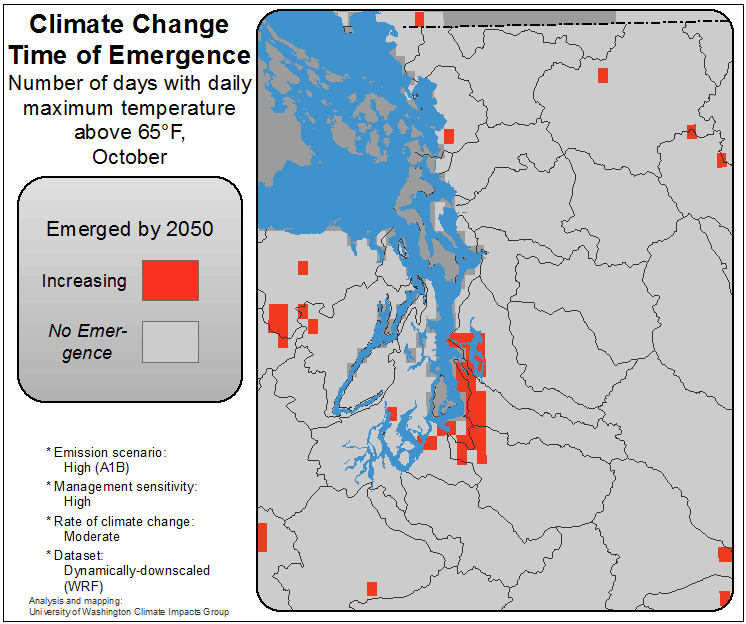 Climate Change
Time of Emergence
Number of days with daily
maximum temperature
above 65°F,
October
Emerged by 2050
Increasing
No Emer-
gence
* Emission scenario:
High (A1B)
* Management sensitivity:
High
* Rate of climate change:
Moderate
* Dataset:
Dynamically-downscaled
(WRF)
Analysis and mapping:
University of Washington Climate Impacts Group